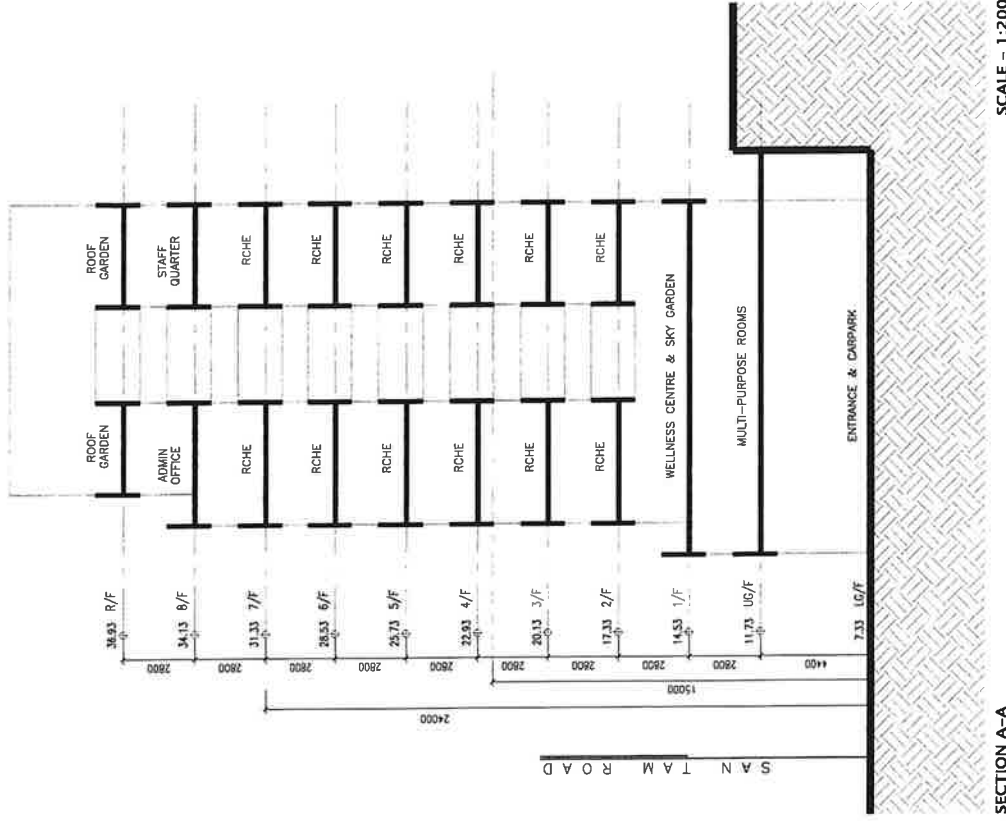 ROOF
GARDEN
ROOF
GARDEN
36.93 R/F
ADMIN
OFFICE
STAFF
QUARTER
34.13 8/F
2800
RCHE
RCHE
31.33 7/F
2800
RCHE
RCHE
28.53 6/F
2800
RCHE
RCHE
25.73 5/F
2800
RCHE
RCHE
22.93 4/F
2800
RCHE
RCHE
20.13 3/F
2800
RCHE
RCHE
17.33 2/F
2800
WELLNESS CENTRE & SKY GARDEN
14.53 1/F
2800
MULTI-PURPOSE ROOMS
11.73 UG/F
2800
ENTRANCE & CARPARK
7.33 LG/F
4400
15000
24000
SAN TAM ROAD
SECTION A-A
SCALE - 1:200